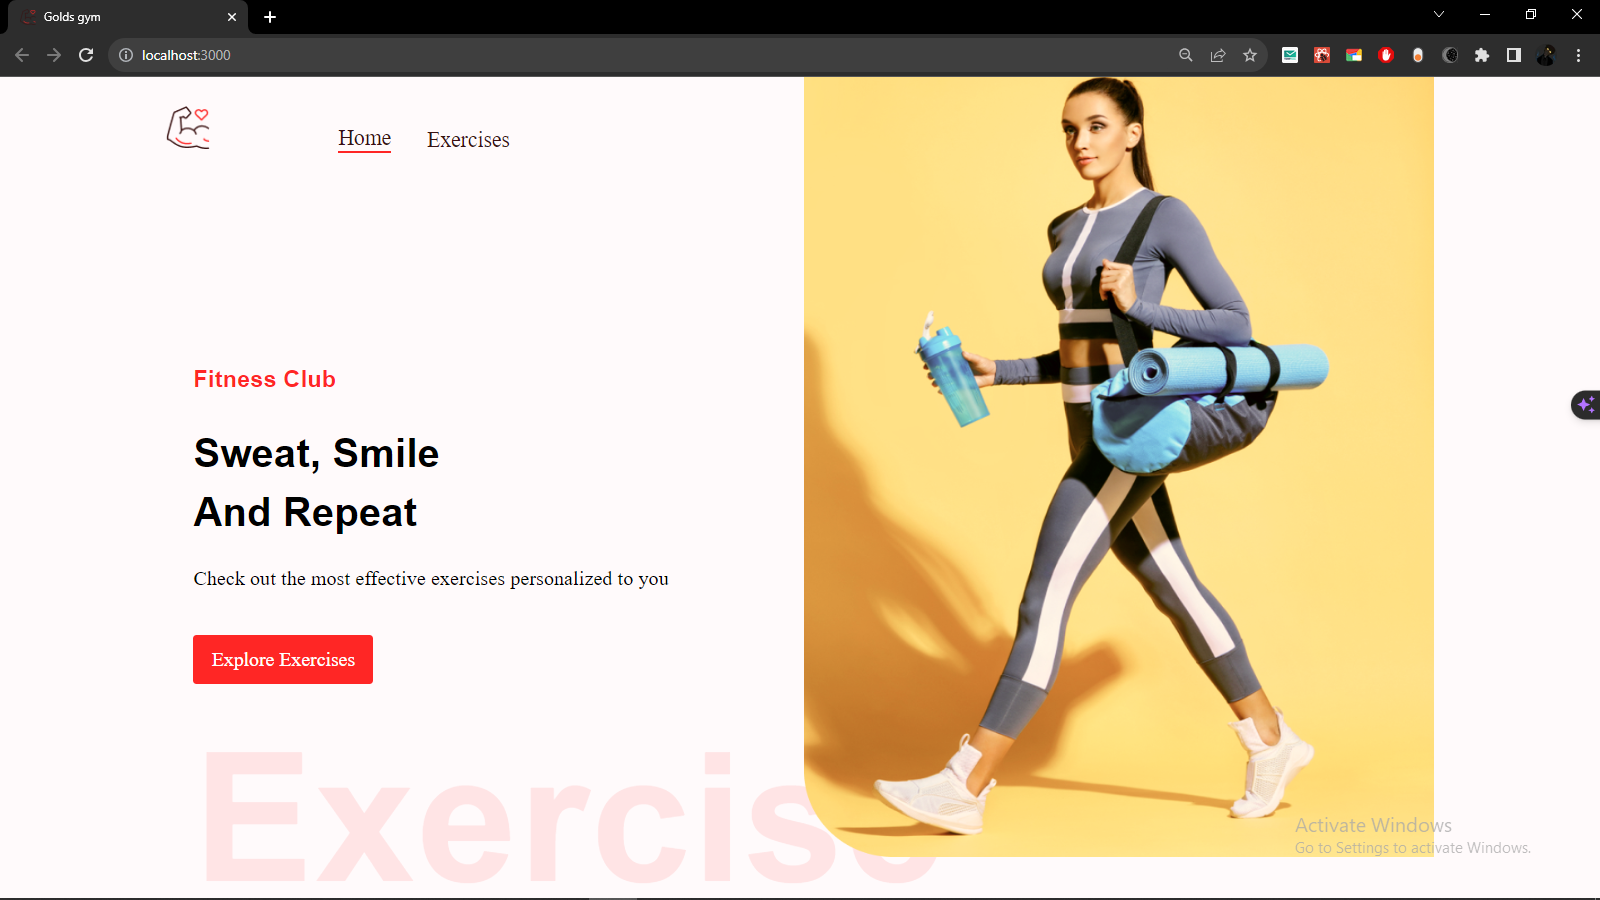 Golds gym
localhost:3000
Home
Exercises
Fitness Club
Sweat, Smile
And Repeat
Check out the most effective exercises personalized to you
Explore Exercises
Exercise
Activate Windows
Go to Settings to activate Windows.